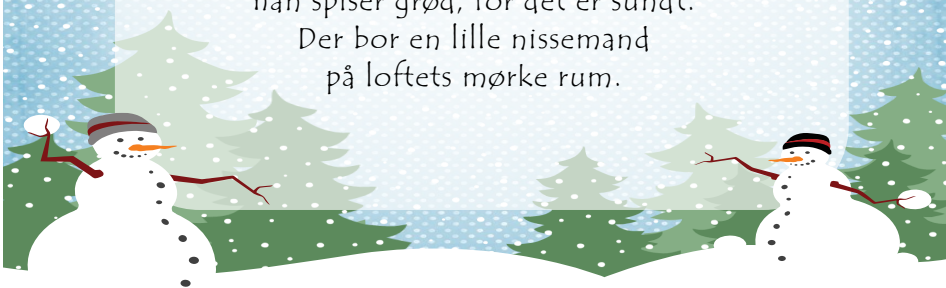 han spiser grød, for det er sundt.
Der bor en lille nissemand
på loftets mørke rum.